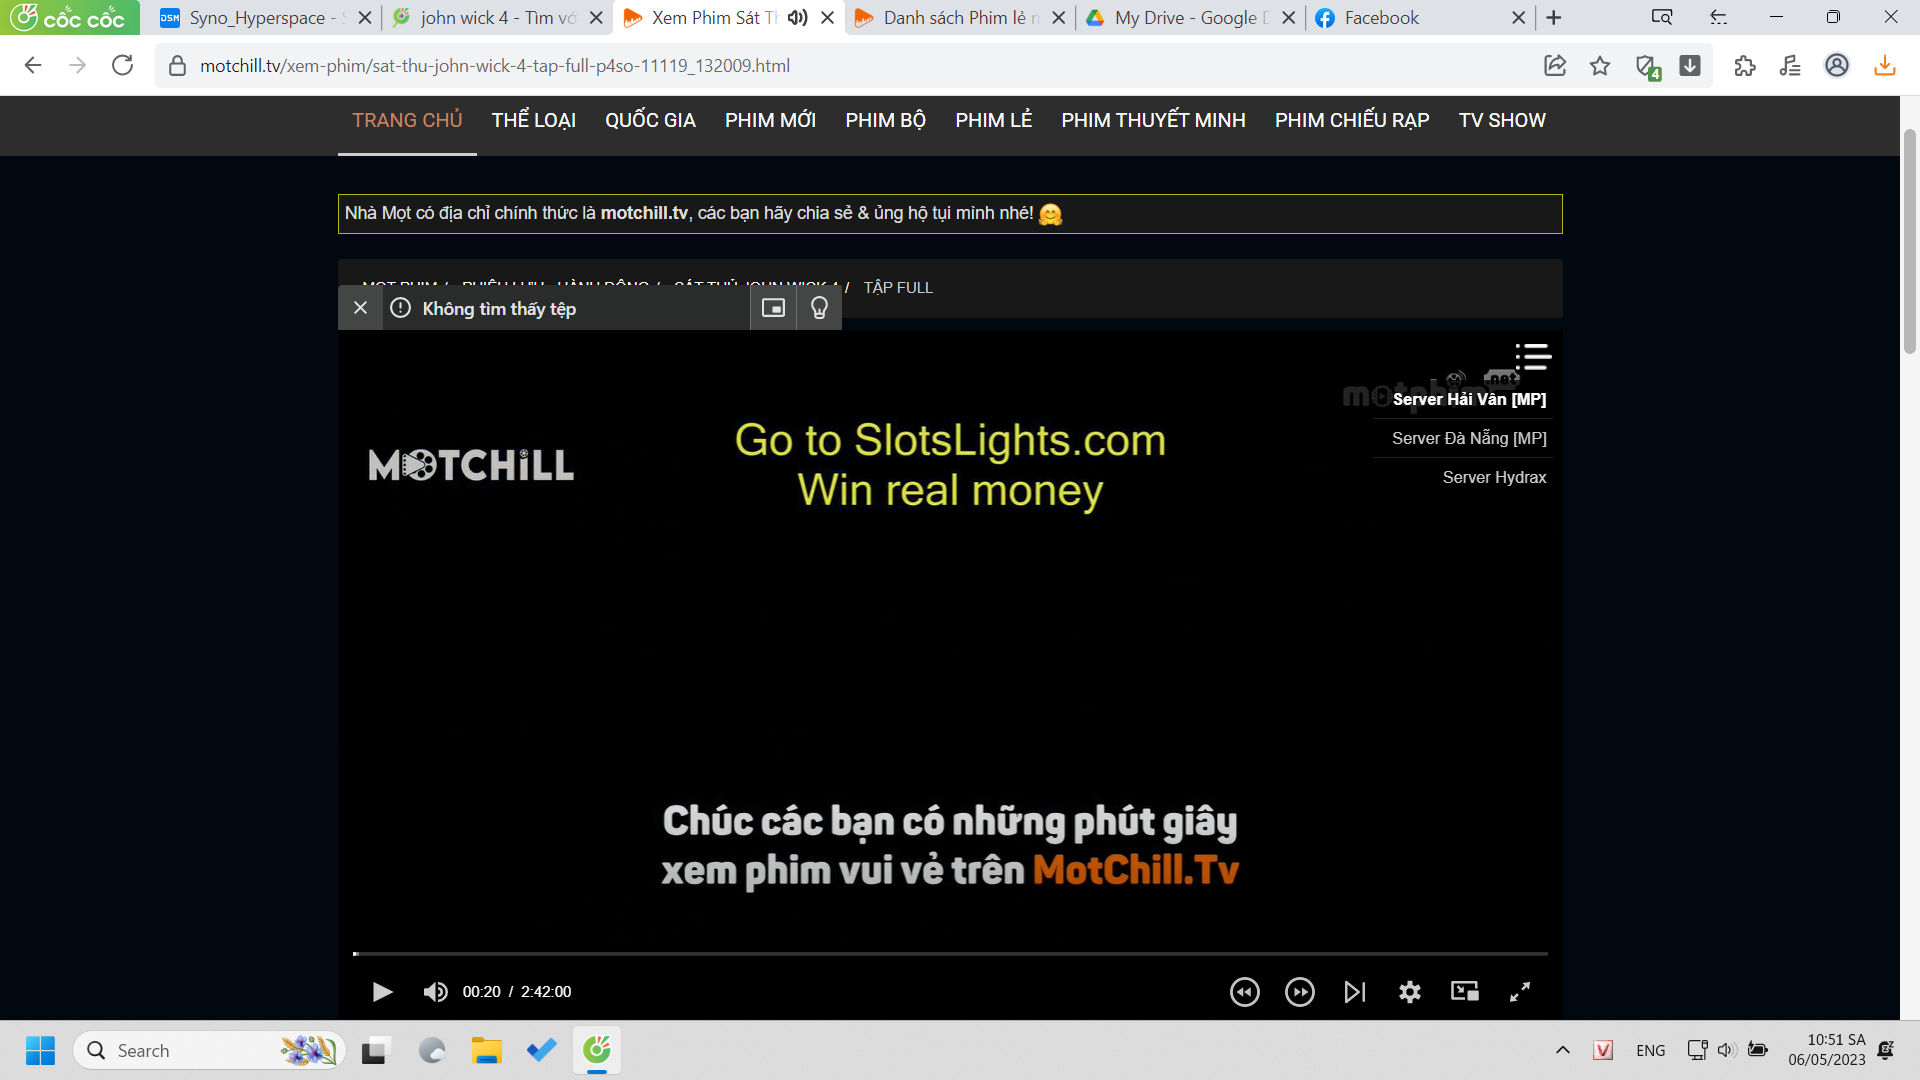 cốc cốc
Syno_Hyperspace - S
john wick 4 - Tìm vớ
Xem Phim Sát Th
Danh sách Phim lẻ n
My Drive - Google D
Facebook
motchill.tv/xem-phim/sat-thu-john-wick-4-tap-full-p4so-11119_132009.html
4
TRANG CHỦ THỂ LOẠI QUỐC GIA PHIM MỚI PHIM BỘ PHIM LẺ PHIM THUYẾT MINH PHIM CHIẾU RẠP TV SHOW
Nhà Mọt có địa chỉ chính thức là motchill.tv, các bạn hãy chia sẻ & ủng hộ tụi mình nhé! 🤗
/ TẬP FULL
Không tìm thấy tệp
motphim.net
Server Hải Vân [MP]
Server Đà Nẵng [MP]
Server Hydrax
MOTCHILL
Go to SlotsLights.com
Win real money
Chúc các bạn có những phút giây
xem phim vui vẻ trên MotChill.Tv
00:20 / 2:42:00
Search
ENG
10:51 SA
06/05/2023